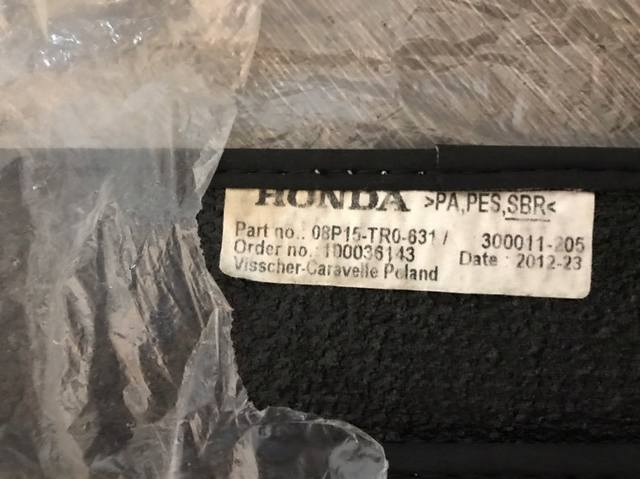 HONDA >PA,PES,SBR<
Part no.: 08P15-TR0-631 / 300011-205
Order no.: 100036143 Date : 2012-23
Visscher-Caravelle Poland